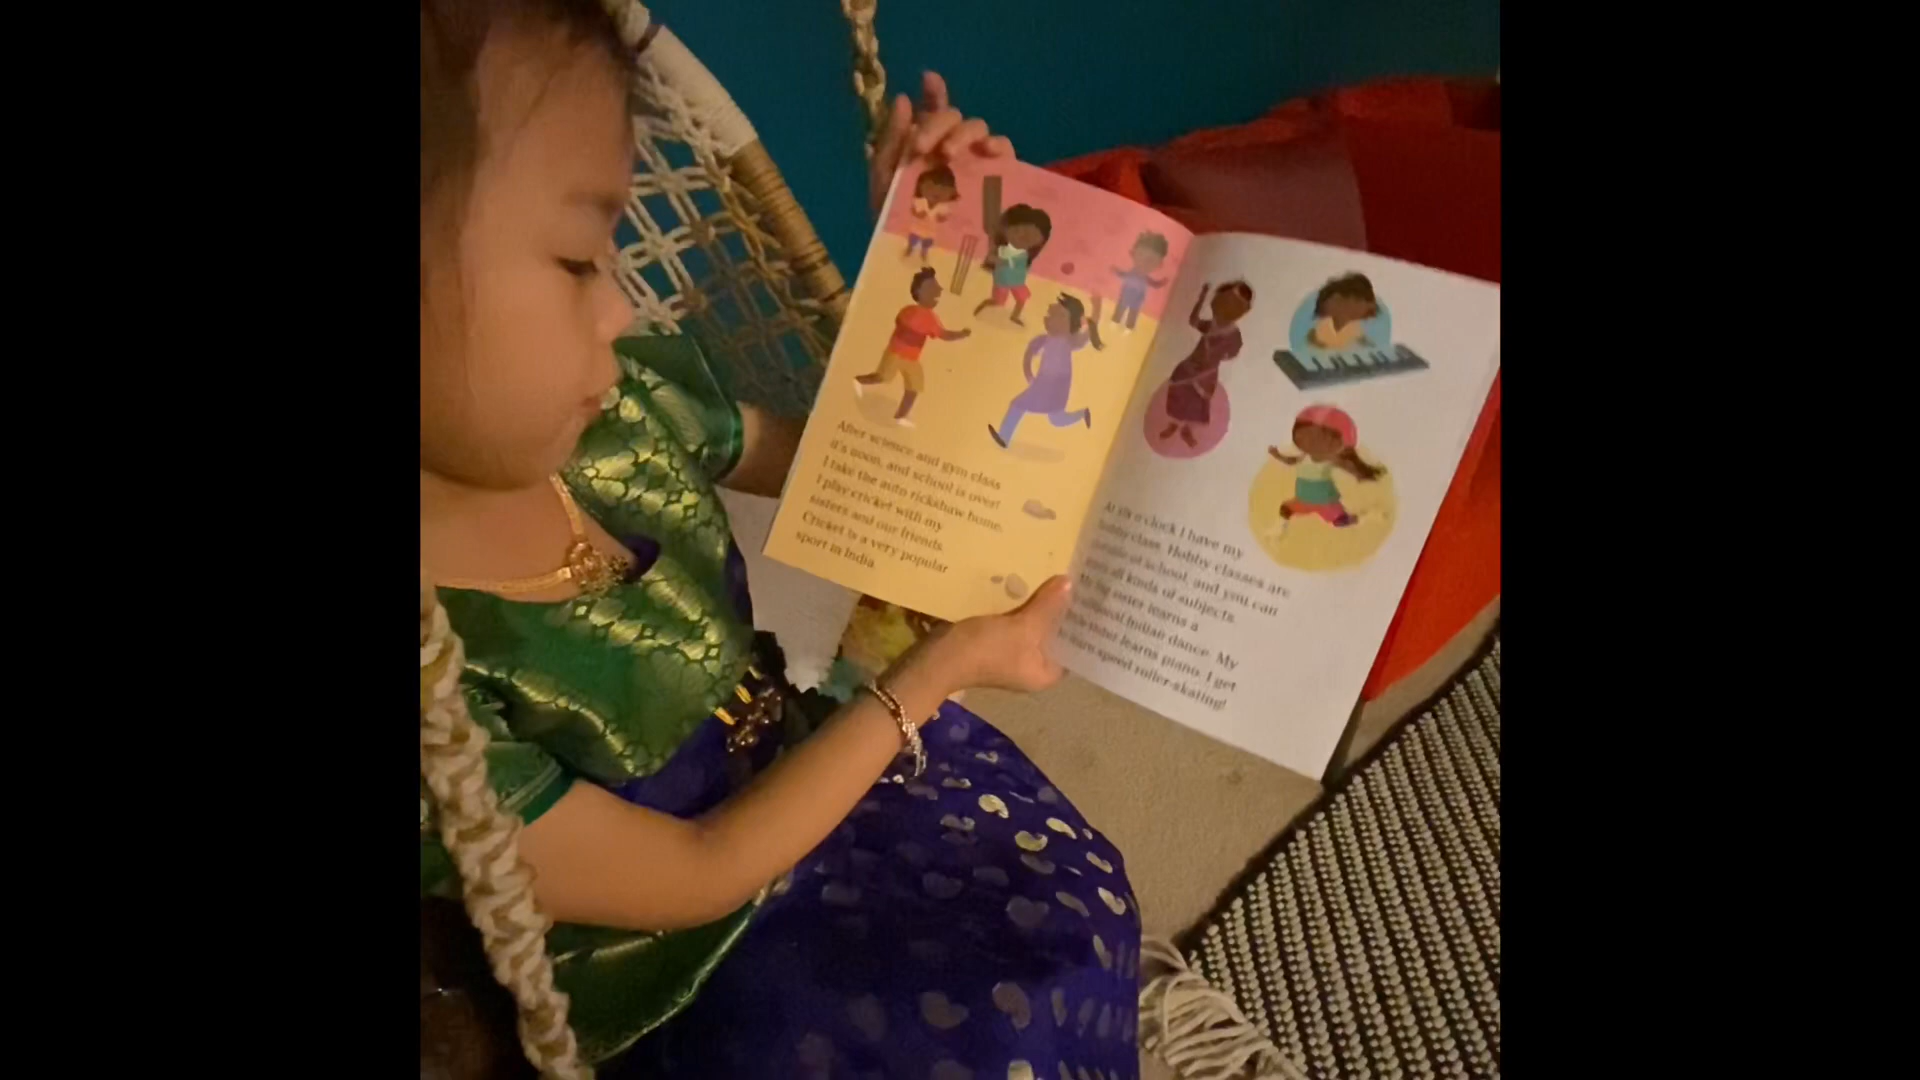 After science and gym class
it's noon, and school is over!
I take the auto rickshaw home.
I play cricket with my
sisters and our friends.
Cricket is a very popular
sport in India.
At six o'clock I have my
hobby class. Hobby classes are
outside of school, and you can
learn all kinds of subjects.
My big sister learns a
traditional Indian dance. My
little sister learns piano. I get
to learn speed roller-skating!